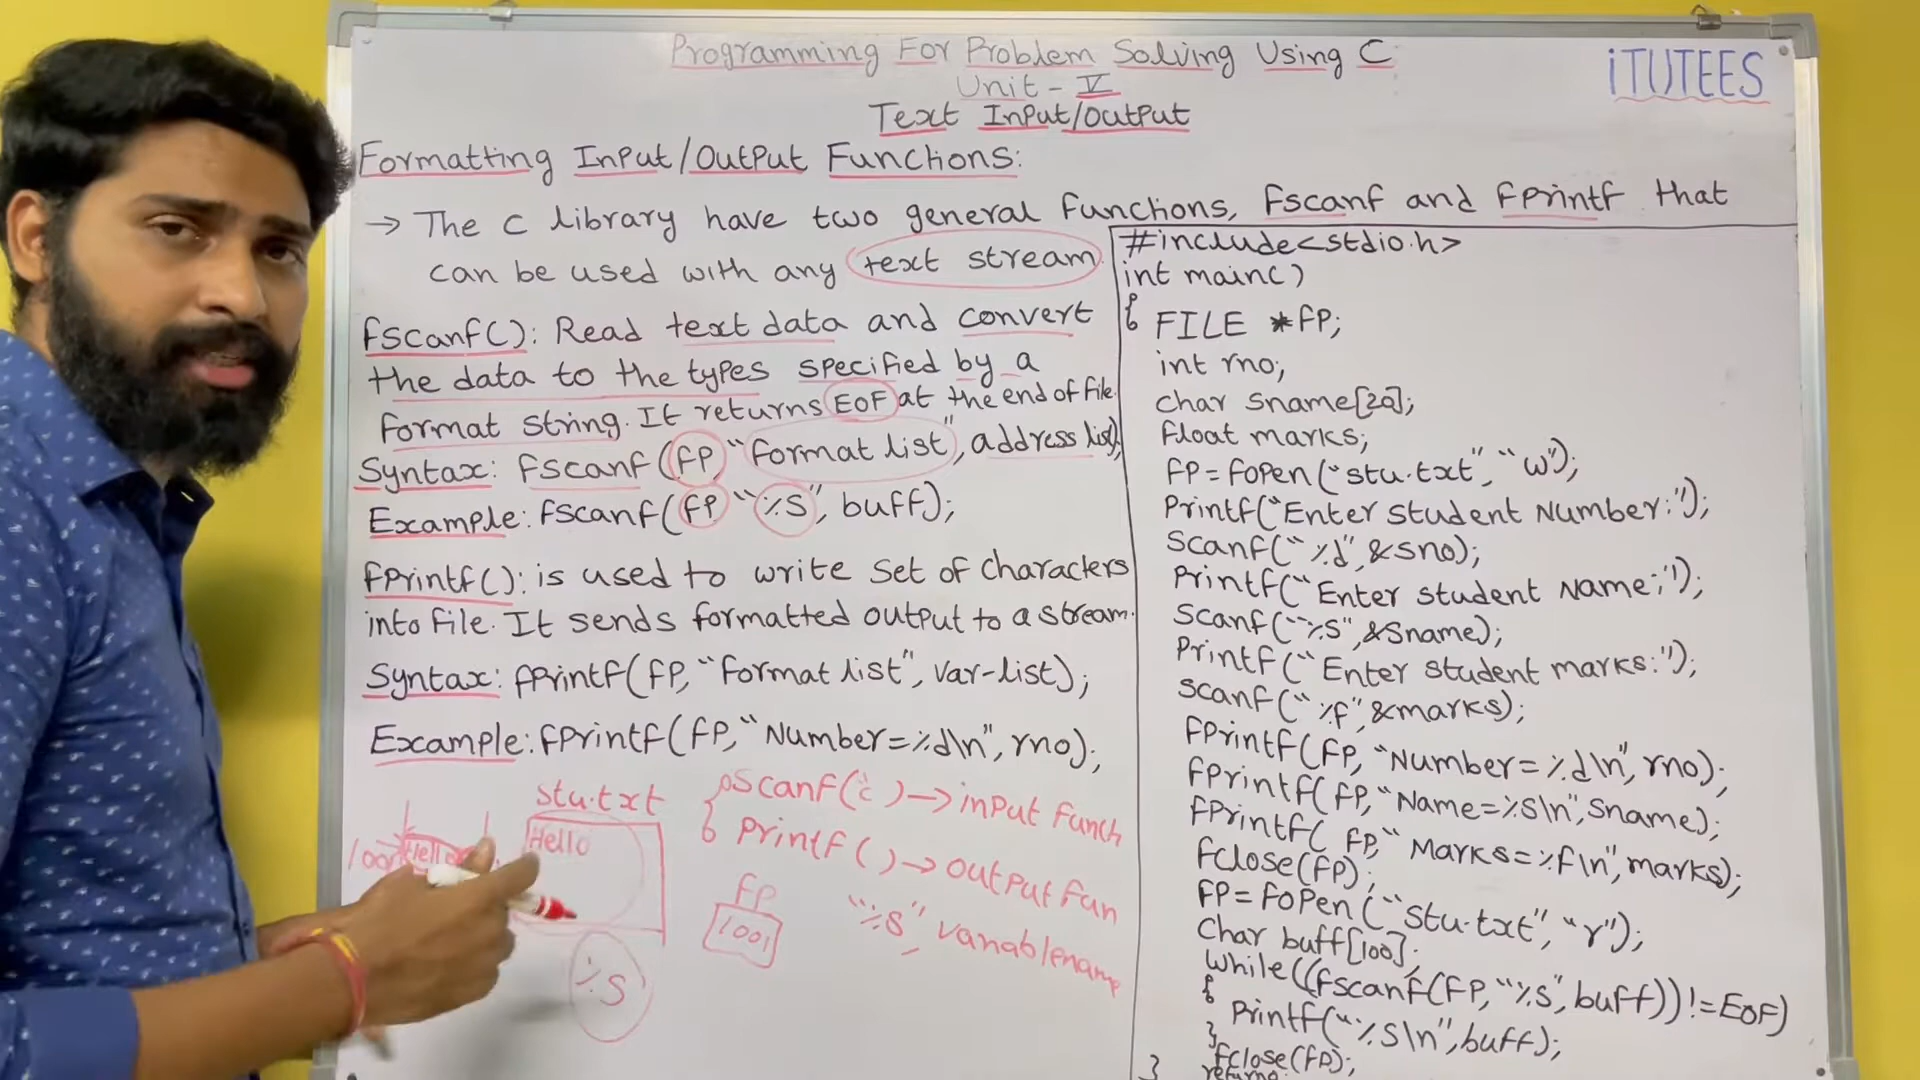 Programming For Problem Solving Using C
iTUTEES
Unit - V
Text Input/Output
Formatting Input/Output Functions:
→ The C library have two general functions, fscanf and fprintf that
can be used with any text stream
fscanf(): Read text data and convert
the data to the types specified by a
format string. It returns EOF at the end of file.
Syntax: fscanf(fp "format list", address list);
Example: fscanf(fp "%s", buff);
fprintf(): is used to write set of characters
into file. It sends formatted output to a stream.
Syntax: fprintf(fp, "format list", var-list);
Example: fprintf(fp, "Number=%d\n", rno);
stu.txt
Hello
Hello
%s
scanf( ) → input functn
printf ( ) → output fun
fp
1001
"%s" variablename
#include<stdio.h>
int main()
{ FILE *fp;
int rno;
char sname[20];
float marks;
fp=fopen("stu.txt", "w");
Printf("Enter student Number:");
scanf("%d",&sno);
Printf("Enter student Name:");
scanf("%s",&sname);
Printf("Enter student marks:");
scanf("%f",&marks);
fprintf(fp, "Number=%d\n", rno);
fprintf(fp, "Name=%s\n", sname);
fprintf( fp, "Marks=%f\n", marks);
fclose(fp);
fp=fopen("stu.txt", "r");
char buff[100];
while((fscanf(fp, "%s", buff))!=EOF)
{
Printf("%s\n", buff);
}
fclose(fp);
}